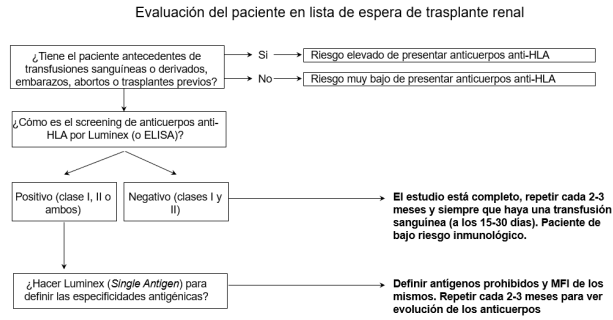 Evaluación del paciente en lista de espera de trasplante renal
¿Tiene el paciente antecedentes de
transfusiones sanguíneas o derivados,
embarazos, abortos o trasplantes previos?
Si
Riesgo elevado de presentar anticuerpos anti-HLA
No
Riesgo muy bajo de presentar anticuerpos anti-HLA
¿Cómo es el screening de anticuerpos anti-
HLA por Luminex (o ELISA)?
Positivo (clase I, II o
ambos)
Negativo (clases I y
II)
El estudio está completo, repetir cada 2-3
meses y siempre que haya una transfusión
sanguínea (a los 15-30 días). Paciente de
bajo riesgo inmunológico.
¿Hacer Luminex (Single Antigen) para
definir las especificidades antigénicas?
Definir antígenos prohibidos y MFI de los
mismos. Repetir cada 2-3 meses para ver
evolución de los anticuerpos